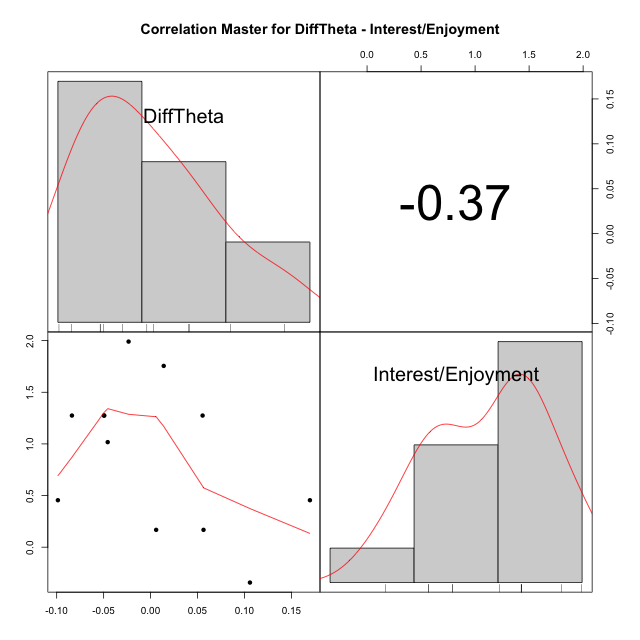 Correlation Master for DiffTheta - Interest/Enjoyment
0.0 0.5 1.0 1.5 2.0
DiffTheta
-0.37
0.15
0.10
0.05
0.00
-0.05
-0.10
2.0
1.5
1.0
0.5
0.0
Interest/Enjoyment
-0.10 -0.05 0.00 0.05 0.10 0.15